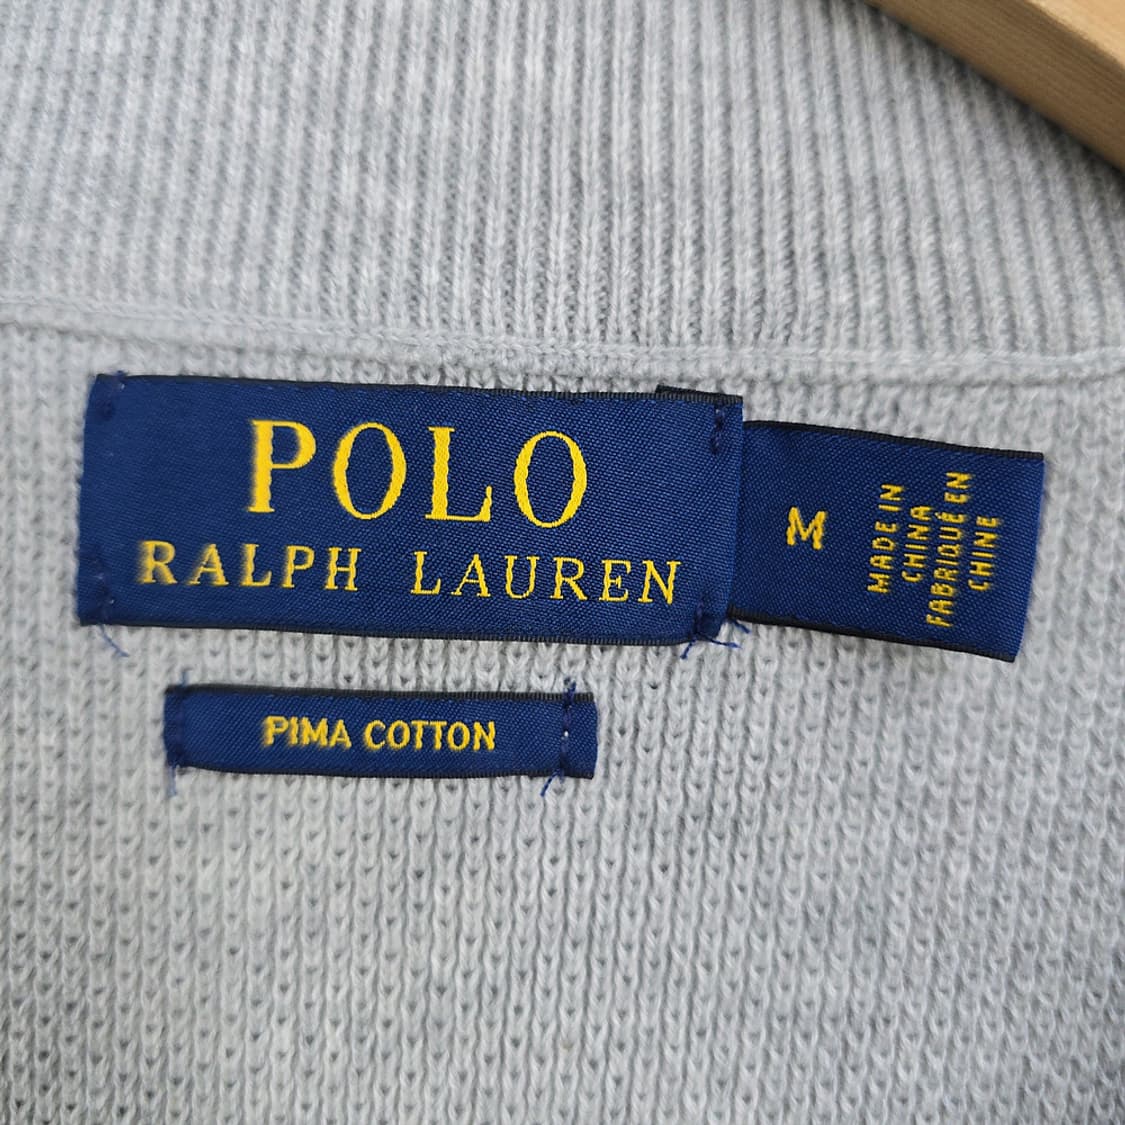 POLO
RALPH LAUREN
M
MADE IN
CHINA
FABRIQUÉ EN
CHINE
PIMA COTTON